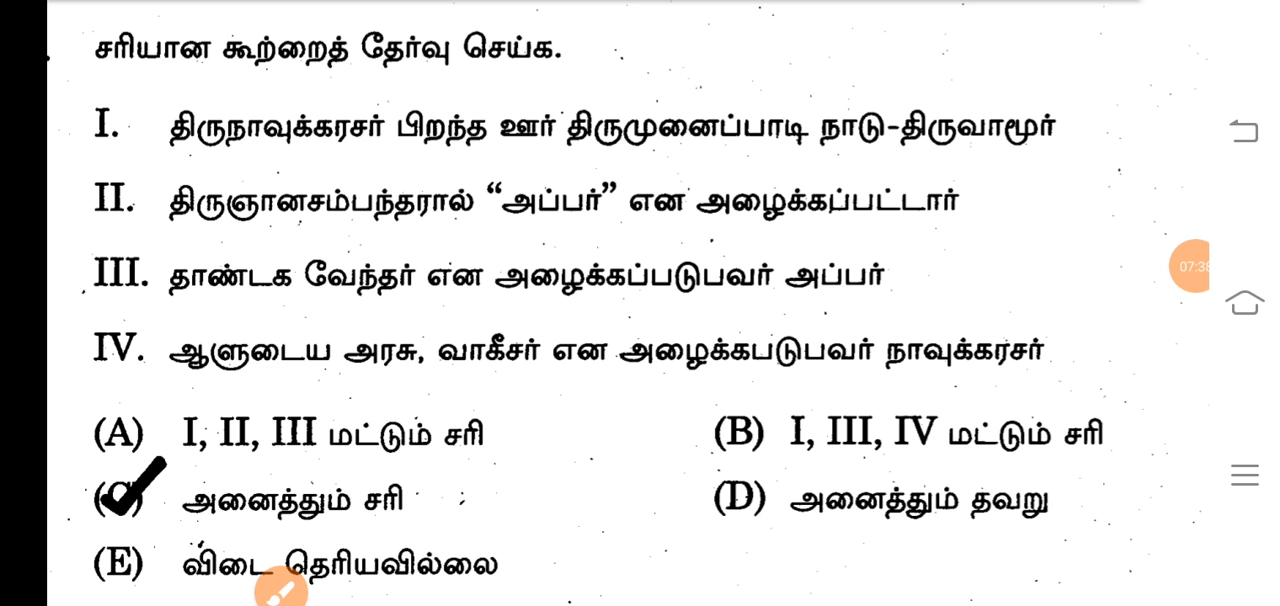 சரியான கூற்றைத் தேர்வு செய்க.
I. திருநாவுக்கரசர் பிறந்த ஊர் திருமுனைப்பாடி நாடு-திருவாமூர்
II. திருஞானசம்பந்தரால் “அப்பர்” என அழைக்கப்பட்டார்
III. தாண்டக வேந்தர் என அழைக்கப்படுபவர் அப்பர்
IV. ஆளுடைய அரசு, வாகீசர் என அழைக்கபடுபவர் நாவுக்கரசர்
(A) I, II, III மட்டும் சரி (B) I, III, IV மட்டும் சரி
(C) அனைத்தும் சரி (D) அனைத்தும் தவறு
(E) விடை தெரியவில்லை
07:38